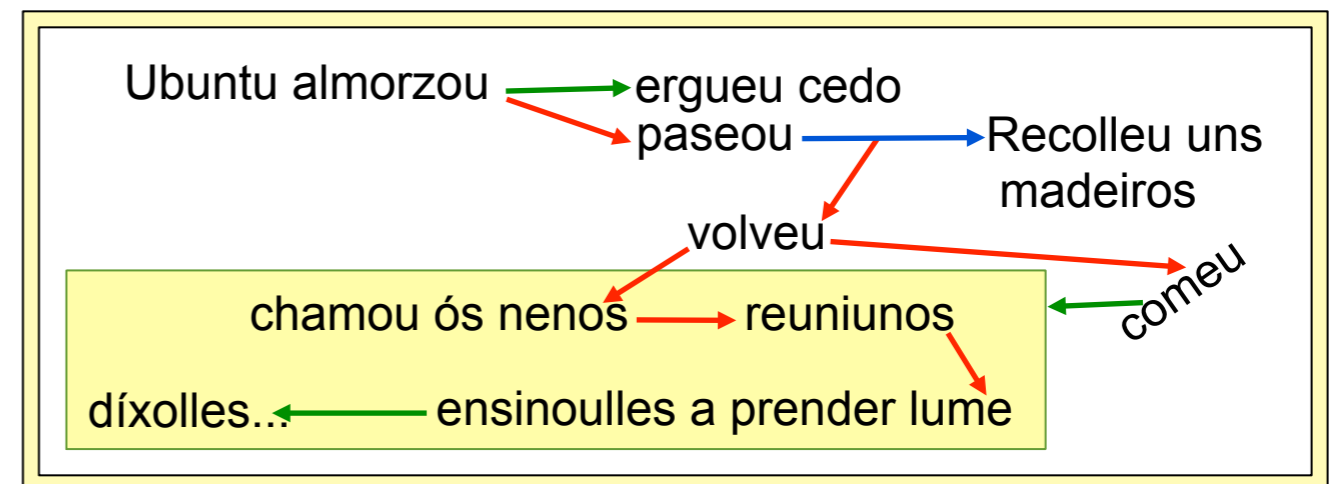 Ubuntu almorzou
ergueu cedo
paseou
Recolleu uns
madeiros
volveu
comeu
chamou ós nenos
reuniunos
díxolles...
ensinoulles a prender lume